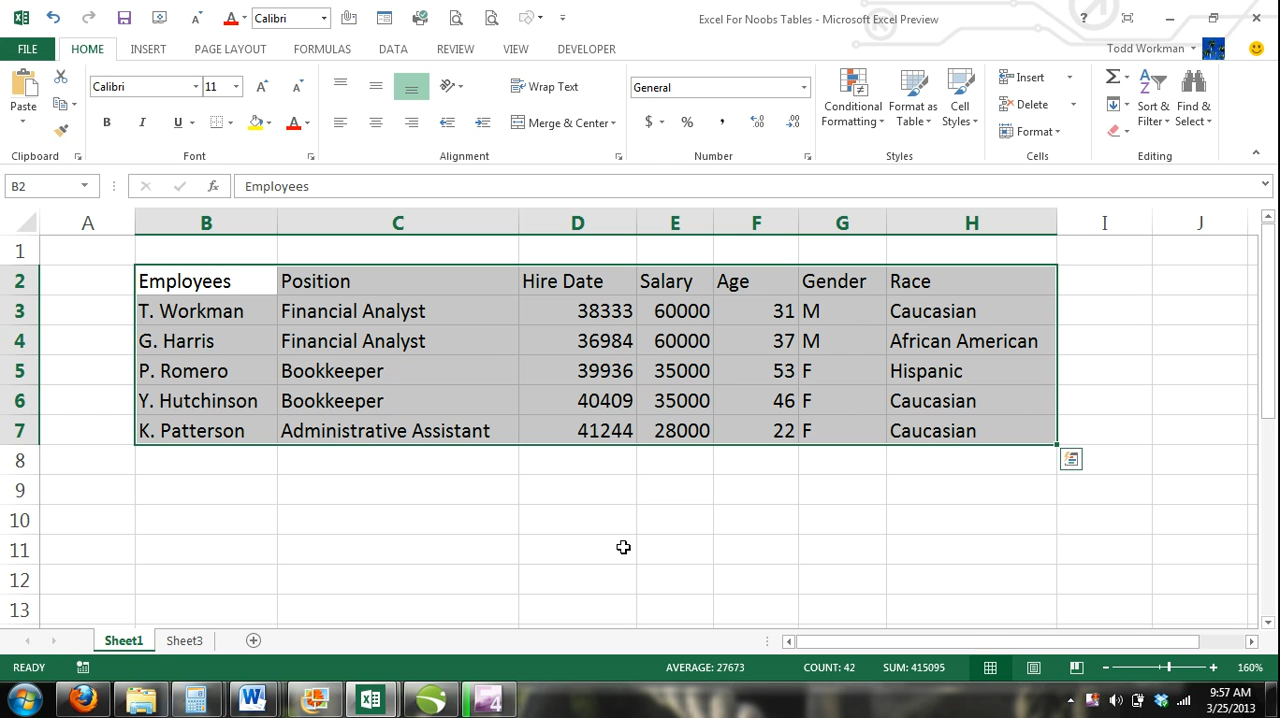 Calibri
Excel For Noobs Tables - Microsoft Excel Preview
?
FILE HOME INSERT PAGE LAYOUT FORMULAS DATA REVIEW VIEW DEVELOPER Todd Workman
Paste Calibri 11 Wrap Text General Conditional Formatting Format as Table Cell Styles Insert Sort & Filter Find & Select
B I U Merge & Center $ % , Delete
Format
Clipboard Font Alignment Number Styles Cells Editing
B2 fx Employees
A B C D E F G H I J
1
2 Employees Position Hire Date Salary Age Gender Race
3 T. Workman Financial Analyst 38333 60000 31 M Caucasian
4 G. Harris Financial Analyst 36984 60000 37 M African American
5 P. Romero Bookkeeper 39936 35000 53 F Hispanic
6 Y. Hutchinson Bookkeeper 40409 35000 46 F Caucasian
7 K. Patterson Administrative Assistant 41244 28000 22 F Caucasian
8
9
10
11
12
13
Sheet1 Sheet3
READY AVERAGE: 27673 COUNT: 42 SUM: 415095 160%
9:57 AM
3/25/2013